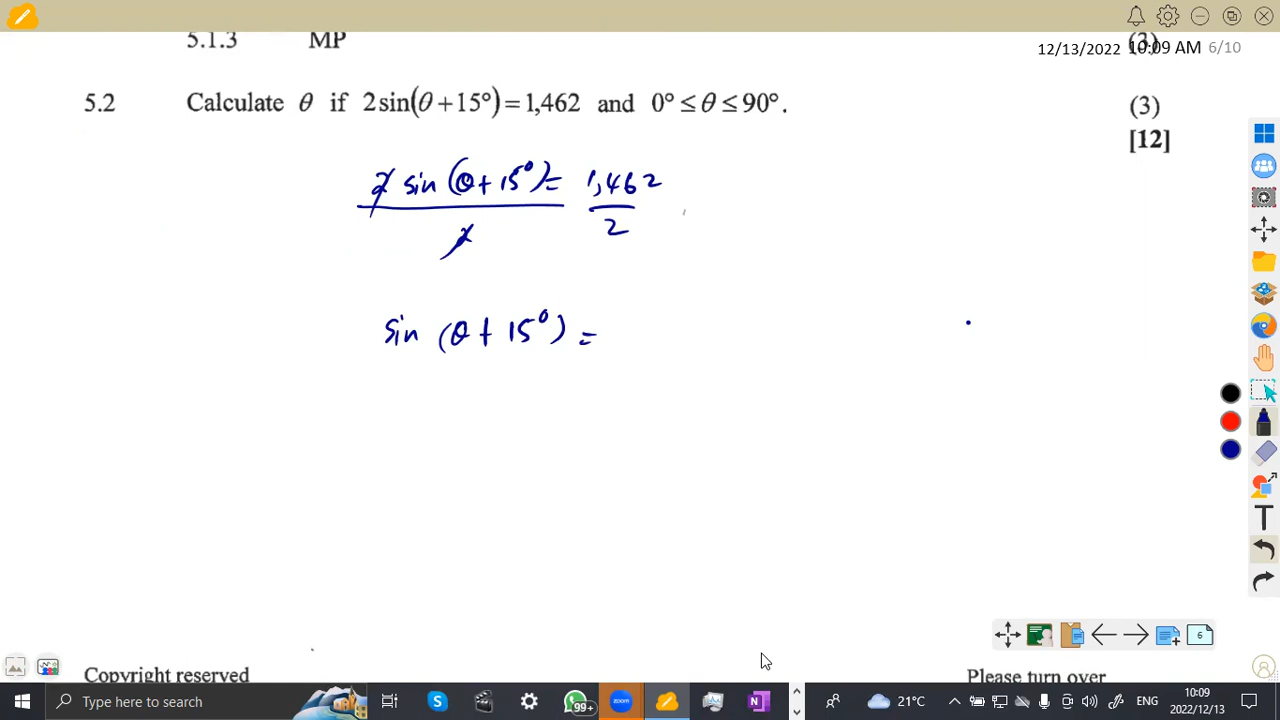 5.1.3 MP (3)
12/13/2022 10:09 AM 6/10
5.2 Calculate θ if 2sin(θ+15°)=1,462 and 0°≤θ≤90°. (3)
[12]
2 sin (θ+15°) = 1,462
2 2
sin (θ+15°) =
T
6
Copyright reserved Please turn over
Type here to search
99+
zoom
N
21°C
ENG
10:09
2022/12/13